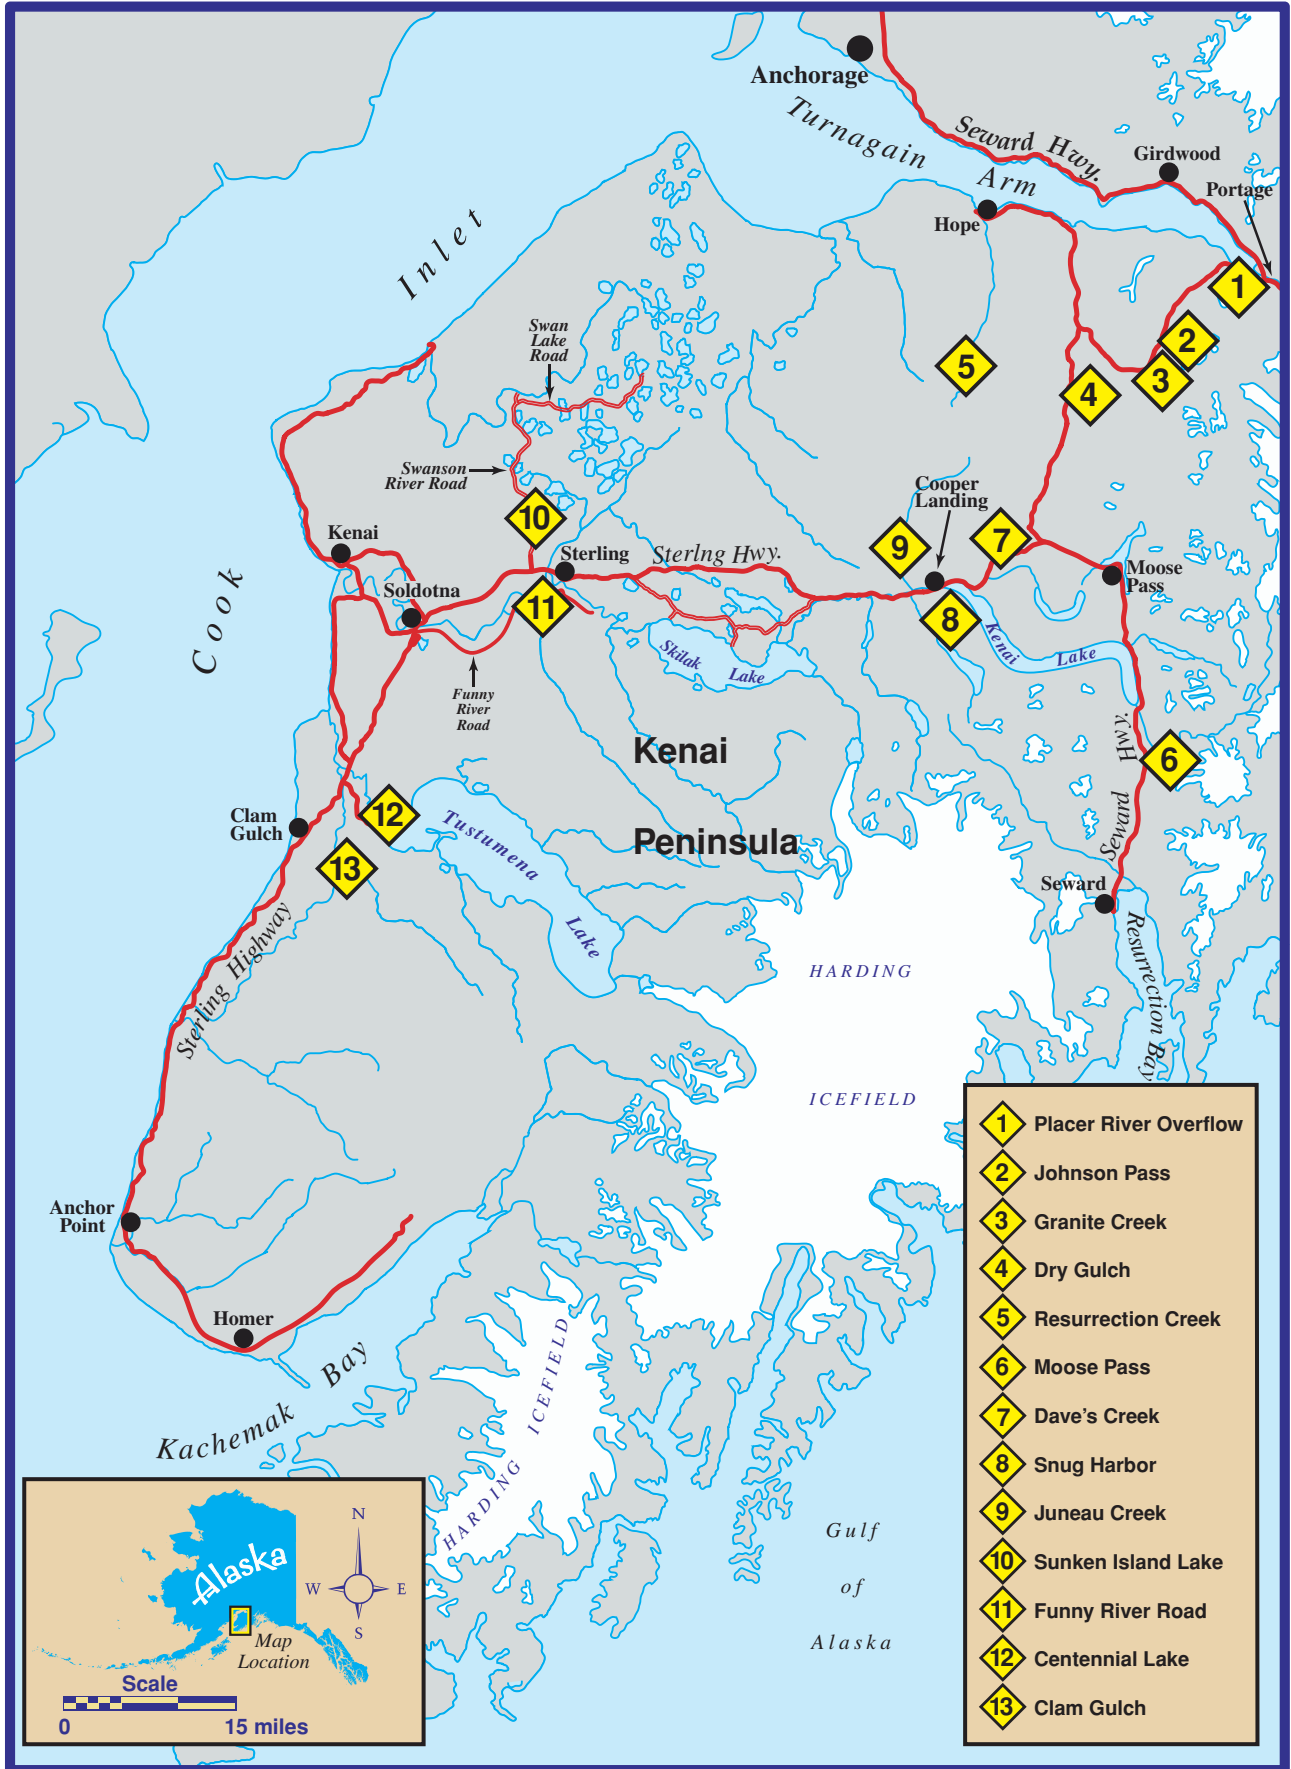 Anchorage
Turnagain
Arm
Seward Hwy.
Girdwood
Portage
Hope
Inlet
1
2
3
4
5
Swan
Lake
Road
Swanson
River Road
Cooper
Landing
10
9
7
Kenai
Sterling
Sterlng Hwy.
Moose
Pass
Soldotna
11
8
Kenai
Lake
Cook
Skilak
Lake
Funny
River
Road
Kenai
Peninsula
Seward
Hwy.
6
Clam
Gulch
12
13
Tustumena
Lake
Seward
Resurrection Bay
Sterling Highway
HARDING
ICEFIELD
Anchor
Point
Homer
Kachemak
Bay
HARDING
ICEFIELD
Gulf
of
Alaska
1 Placer River Overflow
2 Johnson Pass
3 Granite Creek
4 Dry Gulch
5 Resurrection Creek
6 Moose Pass
7 Dave's Creek
8 Snug Harbor
9 Juneau Creek
10 Sunken Island Lake
11 Funny River Road
12 Centennial Lake
13 Clam Gulch
Alaska
N
W
E
S
Map
Location
Scale
0
15 miles